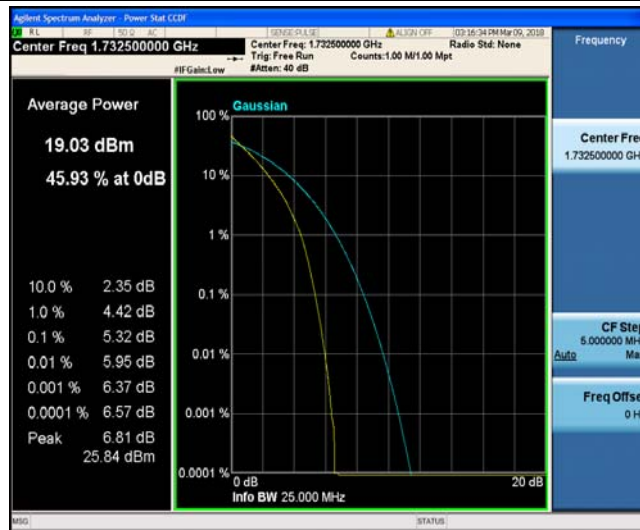 Agilent Spectrum Analyzer - Power Stat CCDF
RL RF 50 Ω AC SENSE:PULSE ALIGN OFF 03:16:34 PM Mar 09, 2018
Center Freq 1.732500000 GHz
Center Freq: 1.732500000 GHz Radio Std: None
Trig: Free Run Counts:1.00 M/1.00 Mpt
#IFGain:Low #Atten: 40 dB
Frequency
Average Power
19.03 dBm
45.93 % at 0dB
10.0 % 2.35 dB
1.0 % 4.42 dB
0.1 % 5.32 dB
0.01 % 5.95 dB
0.001 % 6.37 dB
0.0001 % 6.57 dB
Peak 6.81 dB
25.84 dBm
Gaussian
100 %
10 %
1 %
0.1 %
0.01 %
0.001 %
0.0001 %
0 dB 20 dB
Info BW 25.000 MHz
Center Fre
1.732500000 GH
CF Step
5.000000 MH
Auto Ma
Freq Offse
0 H
MSG STATUS